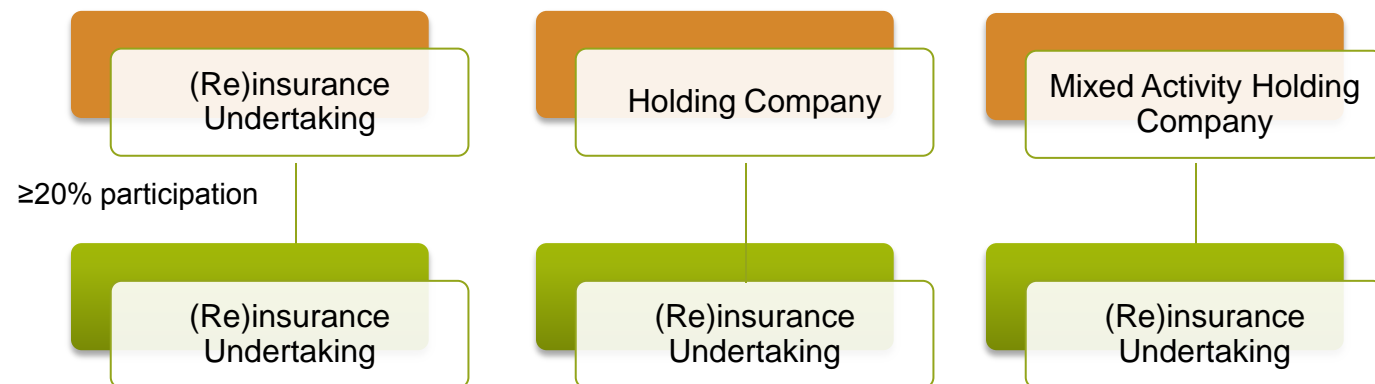 (Re)insurance
Undertaking
Holding Company
Mixed Activity Holding
Company
≥20% participation
(Re)insurance
Undertaking
(Re)insurance
Undertaking
(Re)insurance
Undertaking